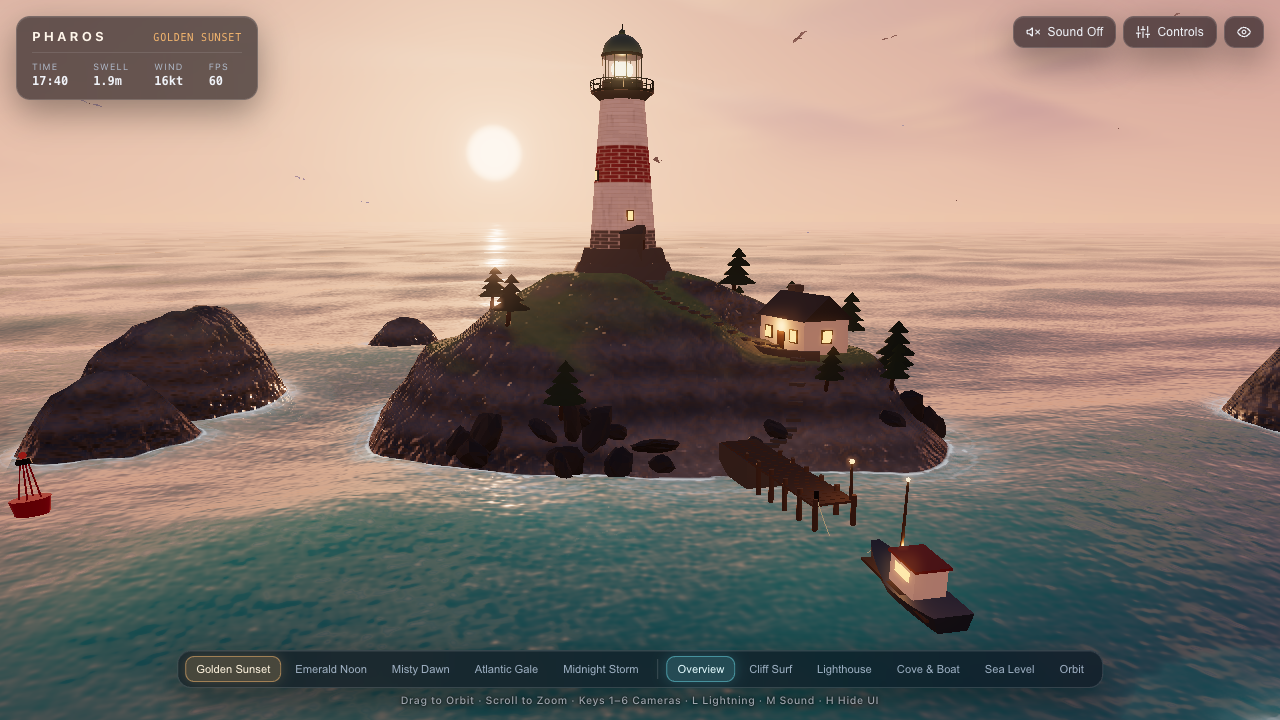 PHAROS GOLDEN SUNSET
TIME SWELL WIND FPS
17:40 1.9m 16kt 60
Sound Off Controls
Golden Sunset Emerald Noon Misty Dawn Atlantic Gale Midnight Storm Overview Cliff Surf Lighthouse Cove & Boat Sea Level Orbit
Drag to Orbit · Scroll to Zoom · Keys 1–6 Cameras · L Lightning · M Sound · H Hide UI